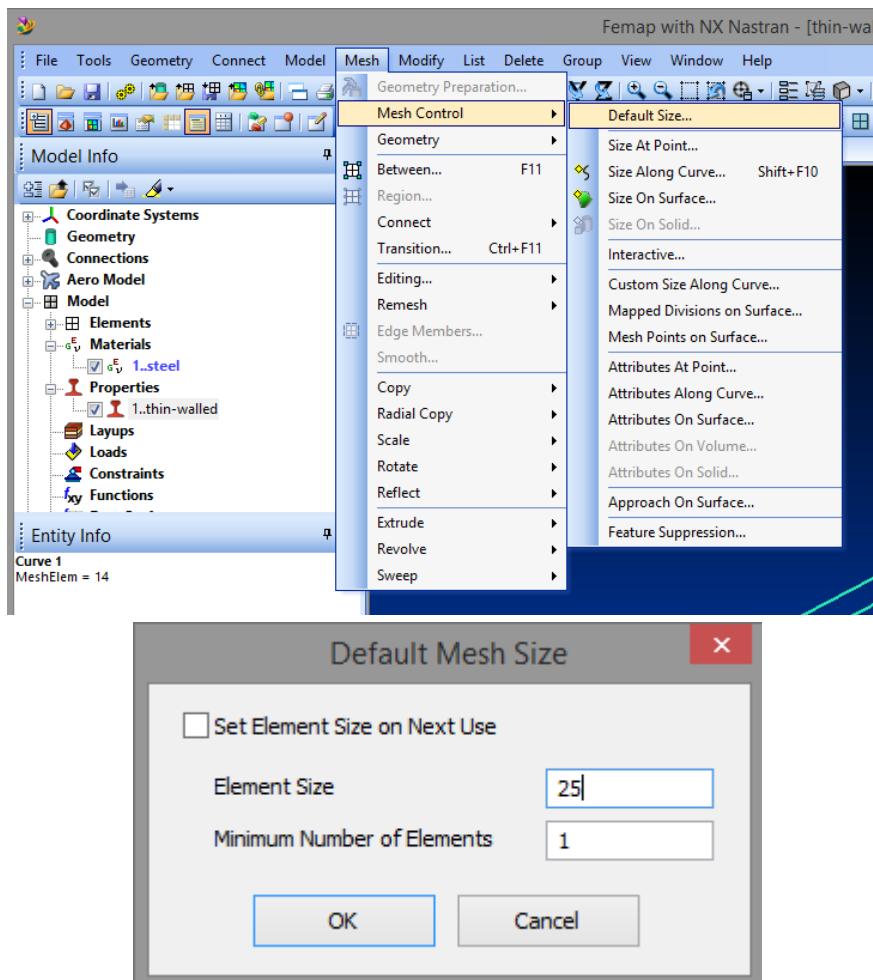 Femap with NX Nastran - [thin-wa
File Tools Geometry Connect Model Mesh Modify List Delete Group View Window Help
Geometry Preparation...
Mesh Control
Geometry
Between... F11
Region...
Connect
Transition... Ctrl+F11
Editing...
Remesh
Edge Members...
Smooth...
Copy
Radial Copy
Scale
Rotate
Reflect
Extrude
Revolve
Sweep
Default Size...
Size At Point...
Size Along Curve... Shift+F10
Size On Surface...
Size On Solid...
Interactive...
Custom Size Along Curve...
Mapped Divisions on Surface...
Mesh Points on Surface...
Attributes At Point...
Attributes Along Curve...
Attributes On Surface...
Attributes On Volume...
Attributes On Solid...
Approach On Surface...
Feature Suppression...
Model Info
Coordinate Systems
Geometry
Connections
Aero Model
Model
Elements
Materials
1..steel
Properties
1..thin-walled
Layups
Loads
Constraints
fxy Functions
Entity Info
Curve 1
MeshElem = 14
Default Mesh Size
Set Element Size on Next Use
Element Size 25
Minimum Number of Elements 1
OK Cancel